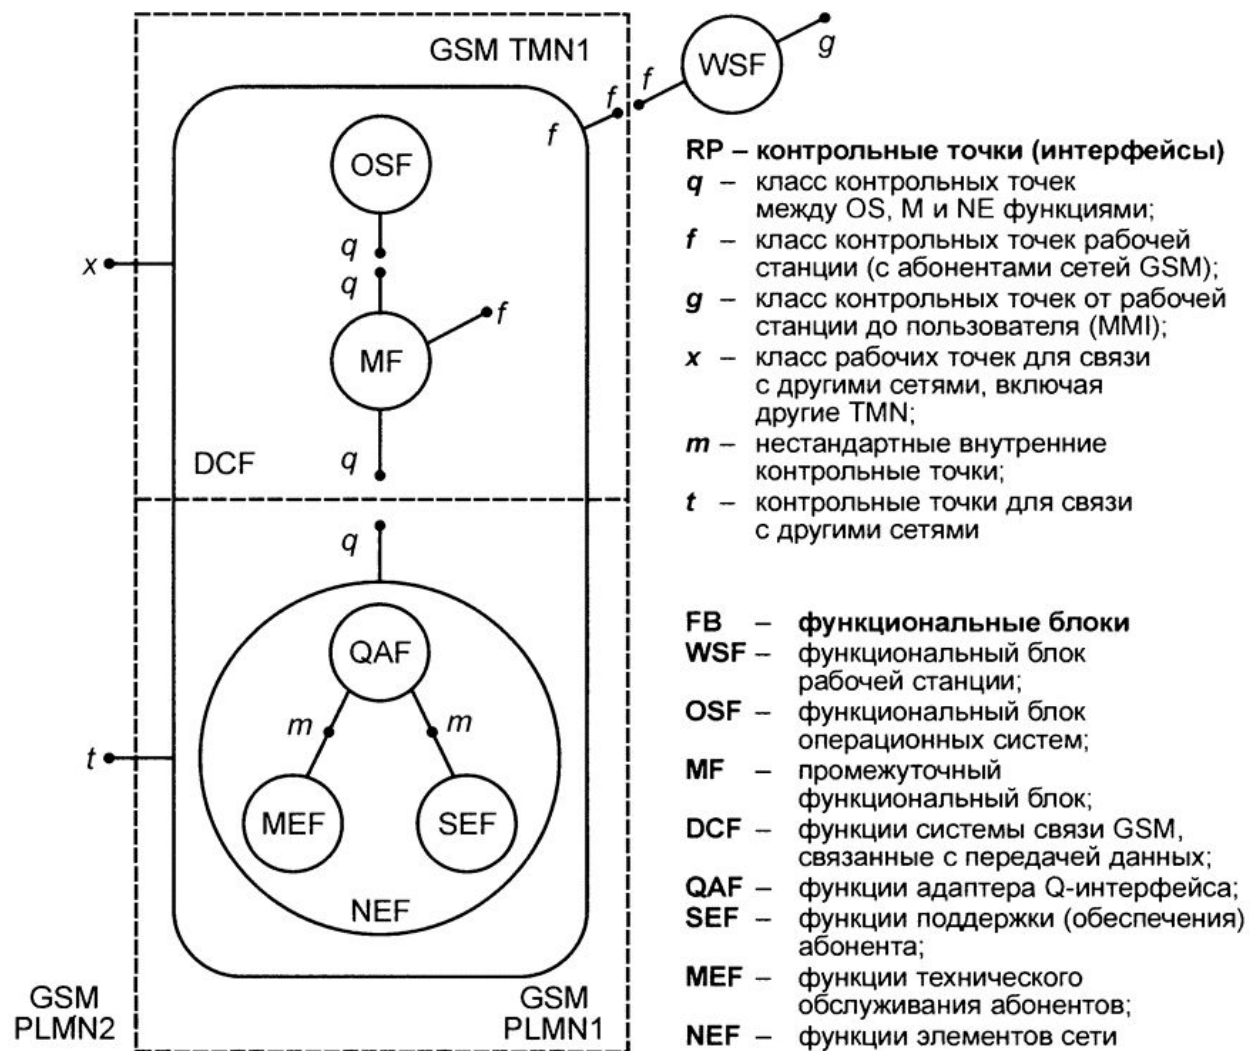 GSM TMN1
WSF
g
f
f
f
OSF
q
q
x
f
MF
DCF
q
q
QAF
m
m
t
MEF
SEF
NEF
GSM
PLMN2
GSM
PLMN1
RP – контрольные точки (интерфейсы)
q – класс контрольных точек
между OS, M и NE функциями;
f – класс контрольных точек рабочей
станции (с абонентами сетей GSM);
g – класс контрольных точек от рабочей
станции до пользователя (MMI);
x – класс рабочих точек для связи
с другими сетями, включая
другие TMN;
m – нестандартные внутренние
контрольные точки;
t – контрольные точки для связи
с другими сетями
FB – функциональные блоки
WSF – функциональный блок
рабочей станции;
OSF – функциональный блок
операционных систем;
MF – промежуточный
функциональный блок;
DCF – функции системы связи GSM,
связанные с передачей данных;
QAF – функции адаптера Q-интерфейса;
SEF – функции поддержки (обеспечения)
абонента;
MEF – функции технического
обслуживания абонентов;
NEF – функции элементов сети